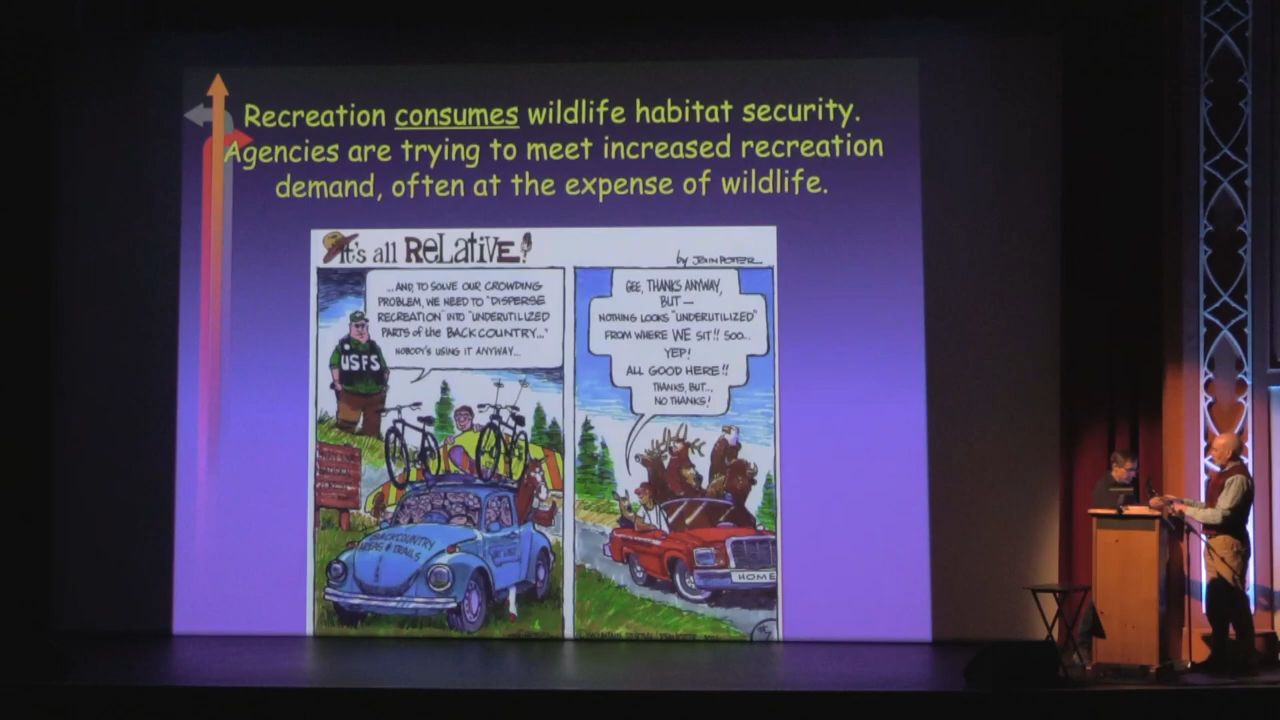 Recreation consumes wildlife habitat security.
Agencies are trying to meet increased recreation
demand, often at the expense of wildlife.
It's all RELATIVE!
by JOHN POTTER
...AND, TO SOLVE OUR CROWDING
PROBLEM, WE NEED TO "DISPERSE
RECREATION" INTO "UNDERUTILIZED
PARTS of the BACKCOUNTRY..."
NOBODY'S USING IT ANYWAY...
USFS
BACKCOUNTRY
AREAS & TRAILS
GEE, THANKS ANYWAY,
BUT —
NOTHING LOOKS "UNDERUTILIZED"
FROM WHERE WE SIT!! SOO...
YEP!
ALL GOOD HERE!!
THANKS, BUT...
NO THANKS!
HOME